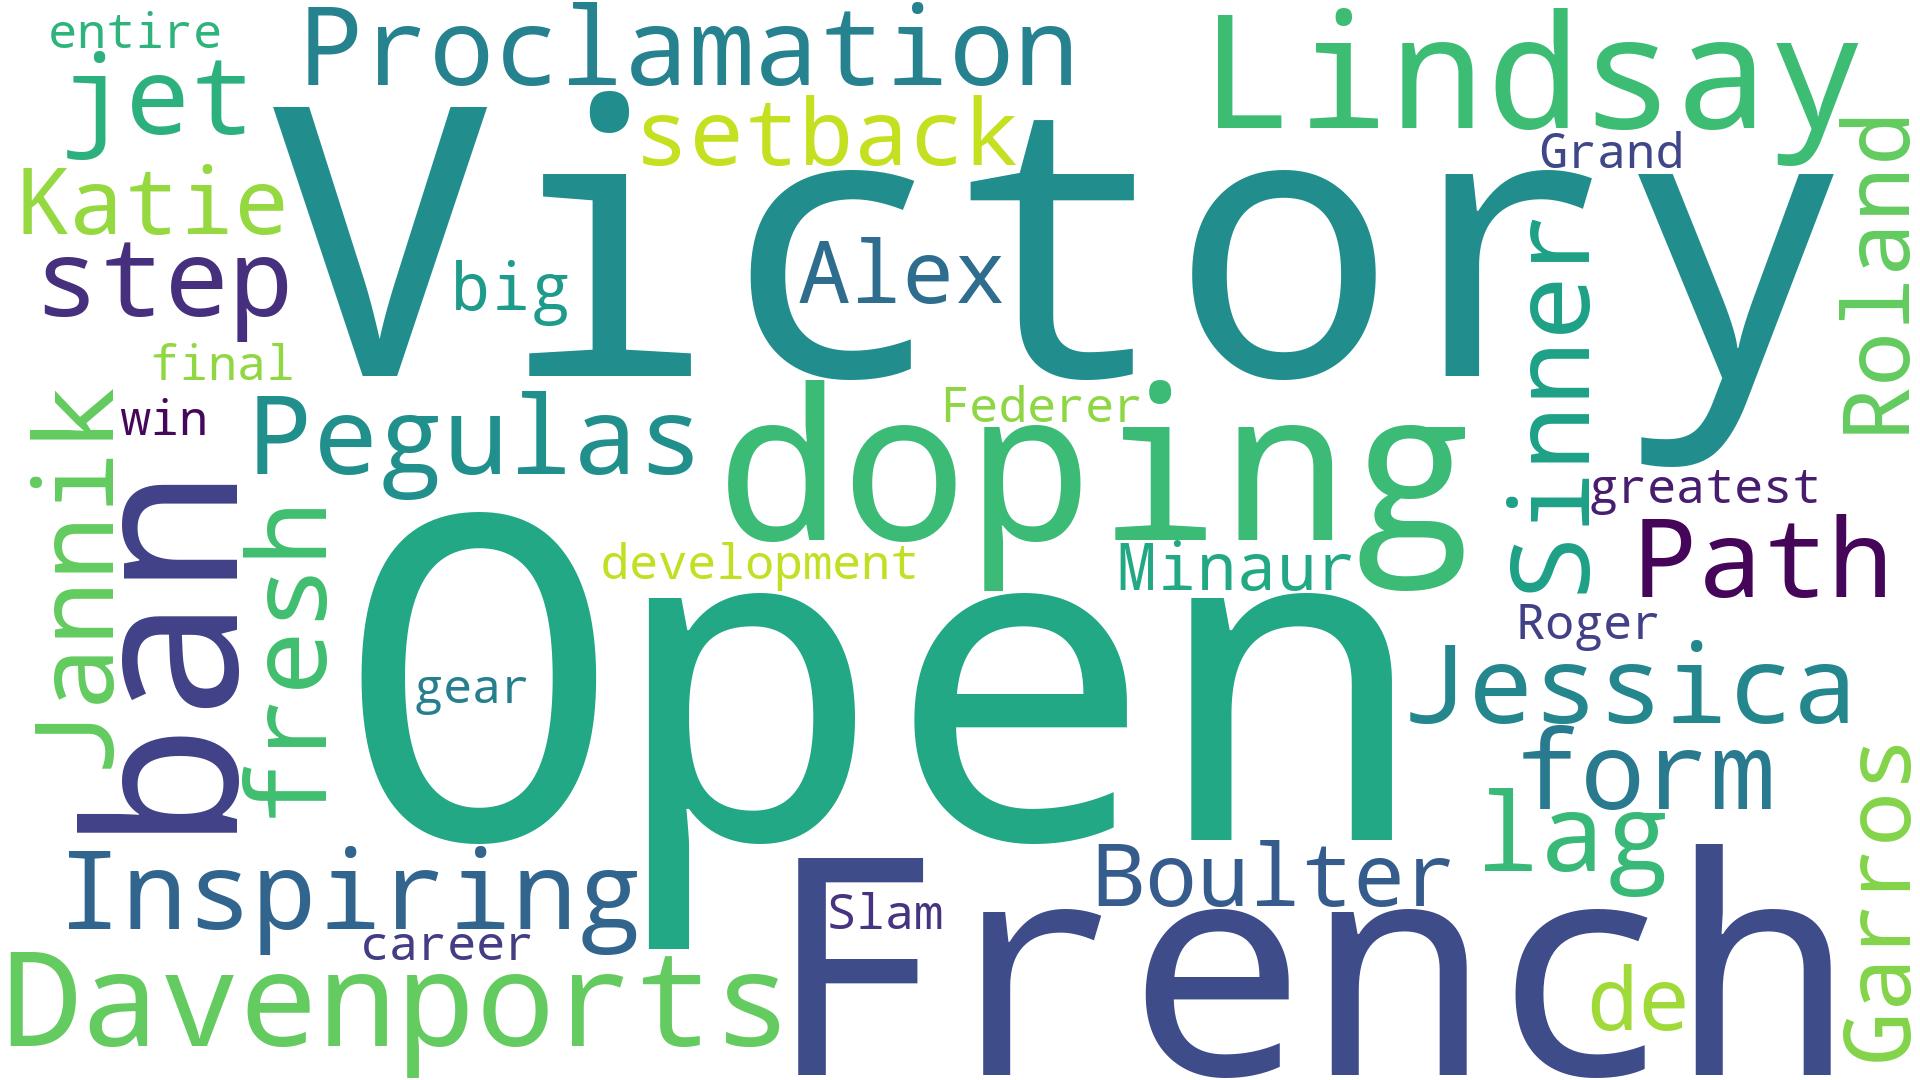 entire
Proclamation
Lindsay
jet
setback
Victory
Grand
Roland
Katie
step
big
Alex
Sinner
final
win
Jannik
Pegulas
Federer
doping
greatest
ban
fresh
Path
development
Minaur
Open
Roger
gear
Jessica
form
lag
Garros
Inspiring
Boulter
French
Slam
career
Davenports
de